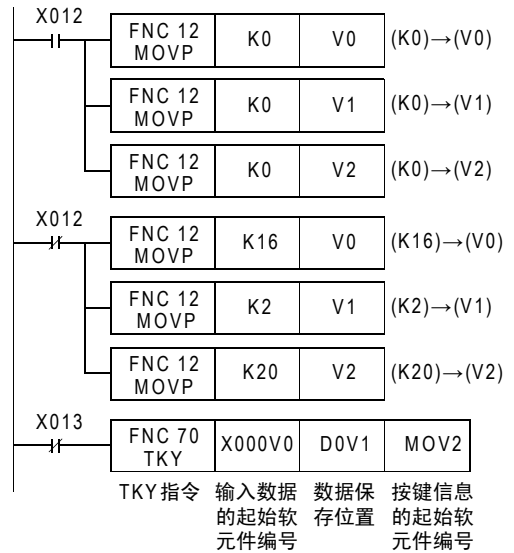 X012
FNC 12
MOVP
K0
V0
(K0)→(V0)
FNC 12
MOVP
K0
V1
(K0)→(V1)
FNC 12
MOVP
K0
V2
(K0)→(V2)
X012
FNC 12
MOVP
K16
V0
(K16)→(V0)
FNC 12
MOVP
K2
V1
(K2)→(V1)
FNC 12
MOVP
K20
V2
(K20)→(V2)
X013
FNC 70
TKY
X000V0
D0V1
MOV2
TKY指令
输入数据
的起始软
元件编号
数据保
存位置
按键信息
的起始软
元件编号